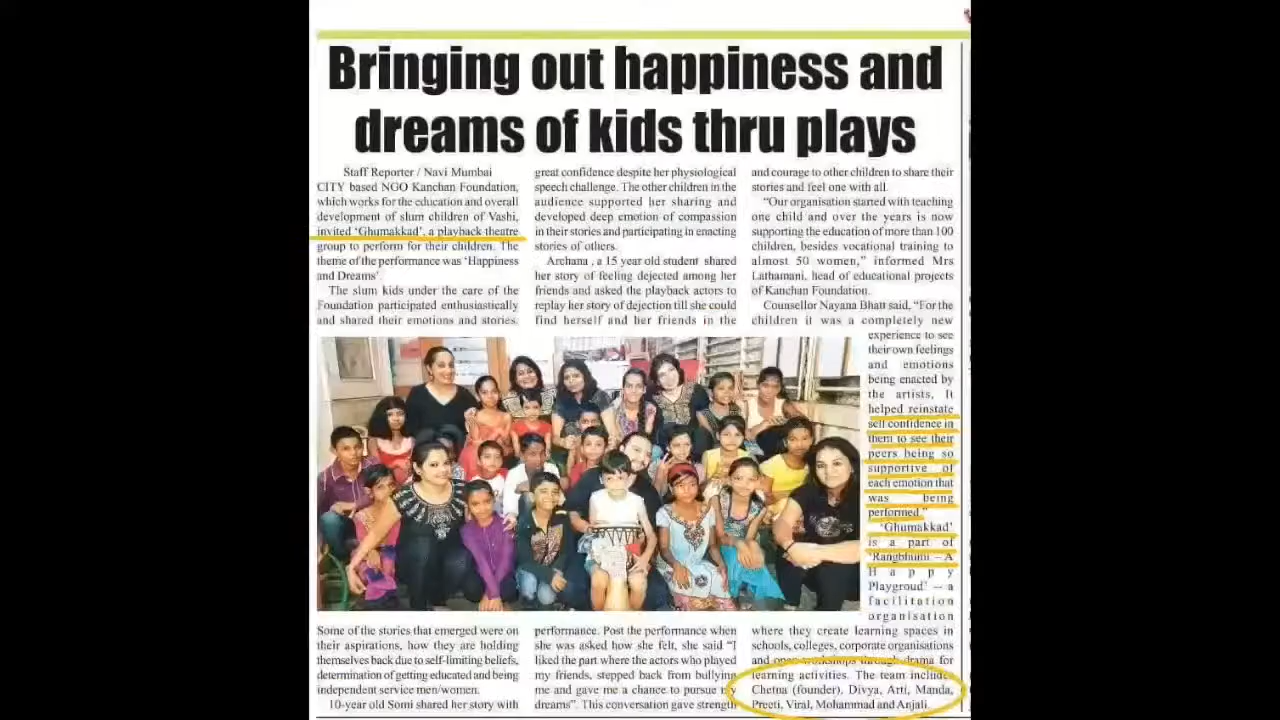 Bringing out happiness and
dreams of kids thru plays
Staff Reporter / Navi Mumbai
CITY based NGO Kanchan Foundation,
which works for the education and overall
development of slum children of Vashi,
invited ‘Ghumakkad’, a playback theatre
group to perform for their children. The
theme of the performance was ‘Happiness
and Dreams’.
The slum kids under the care of the
Foundation participated enthusiastically
and shared their emotions and stories.
Some of the stories that emerged were on
their aspirations, how they are holding
themselves back due to self-limiting beliefs,
determination of getting educated and being
independent service men/women.
10-year old Somi shared her story with
great confidence despite her physiological
speech challenge. The other children in the
audience supported her sharing and
developed deep emotion of compassion
in their stories and participating in enacting
stories of others.
Archana , a 15 year old student shared
her story of feeling dejected among her
friends and asked the playback actors to
replay her story of dejection till she could
find herself and her friends in the
performance. Post the performance when
she was asked how she felt, she said “I
liked the part where the actors who played
my friends, stepped back from bullying
me and gave me a chance to pursue my
dreams”. This conversation gave strength
and courage to other children to share their
stories and feel one with all.
“Our organisation started with teaching
one child and over the years is now
supporting the education of more than 100
children, besides vocational training to
almost 50 women,” informed Mrs
Lathamani, head of educational projects
of Kanchan Foundation.
Counsellor Nayana Bhatt said, “For the
children it was a completely new
experience to see
their own feelings
and emotions
being enacted by
the artists. It
helped reinstate
self confidence in
them to see their
peers being so
supportive of
each emotion that
was being
performed.”
‘Ghumakkad’
is a part of
‘Rangbhumi – A
Happy
Playgroud’ – a
facilitation
organisation
where they create learning spaces in
schools, colleges, corporate organisations
and open workshops through drama for
learning activities. The team includes
Chetna (founder), Divya, Arti, Manda,
Preeti, Viral, Mohammad and Anjali.